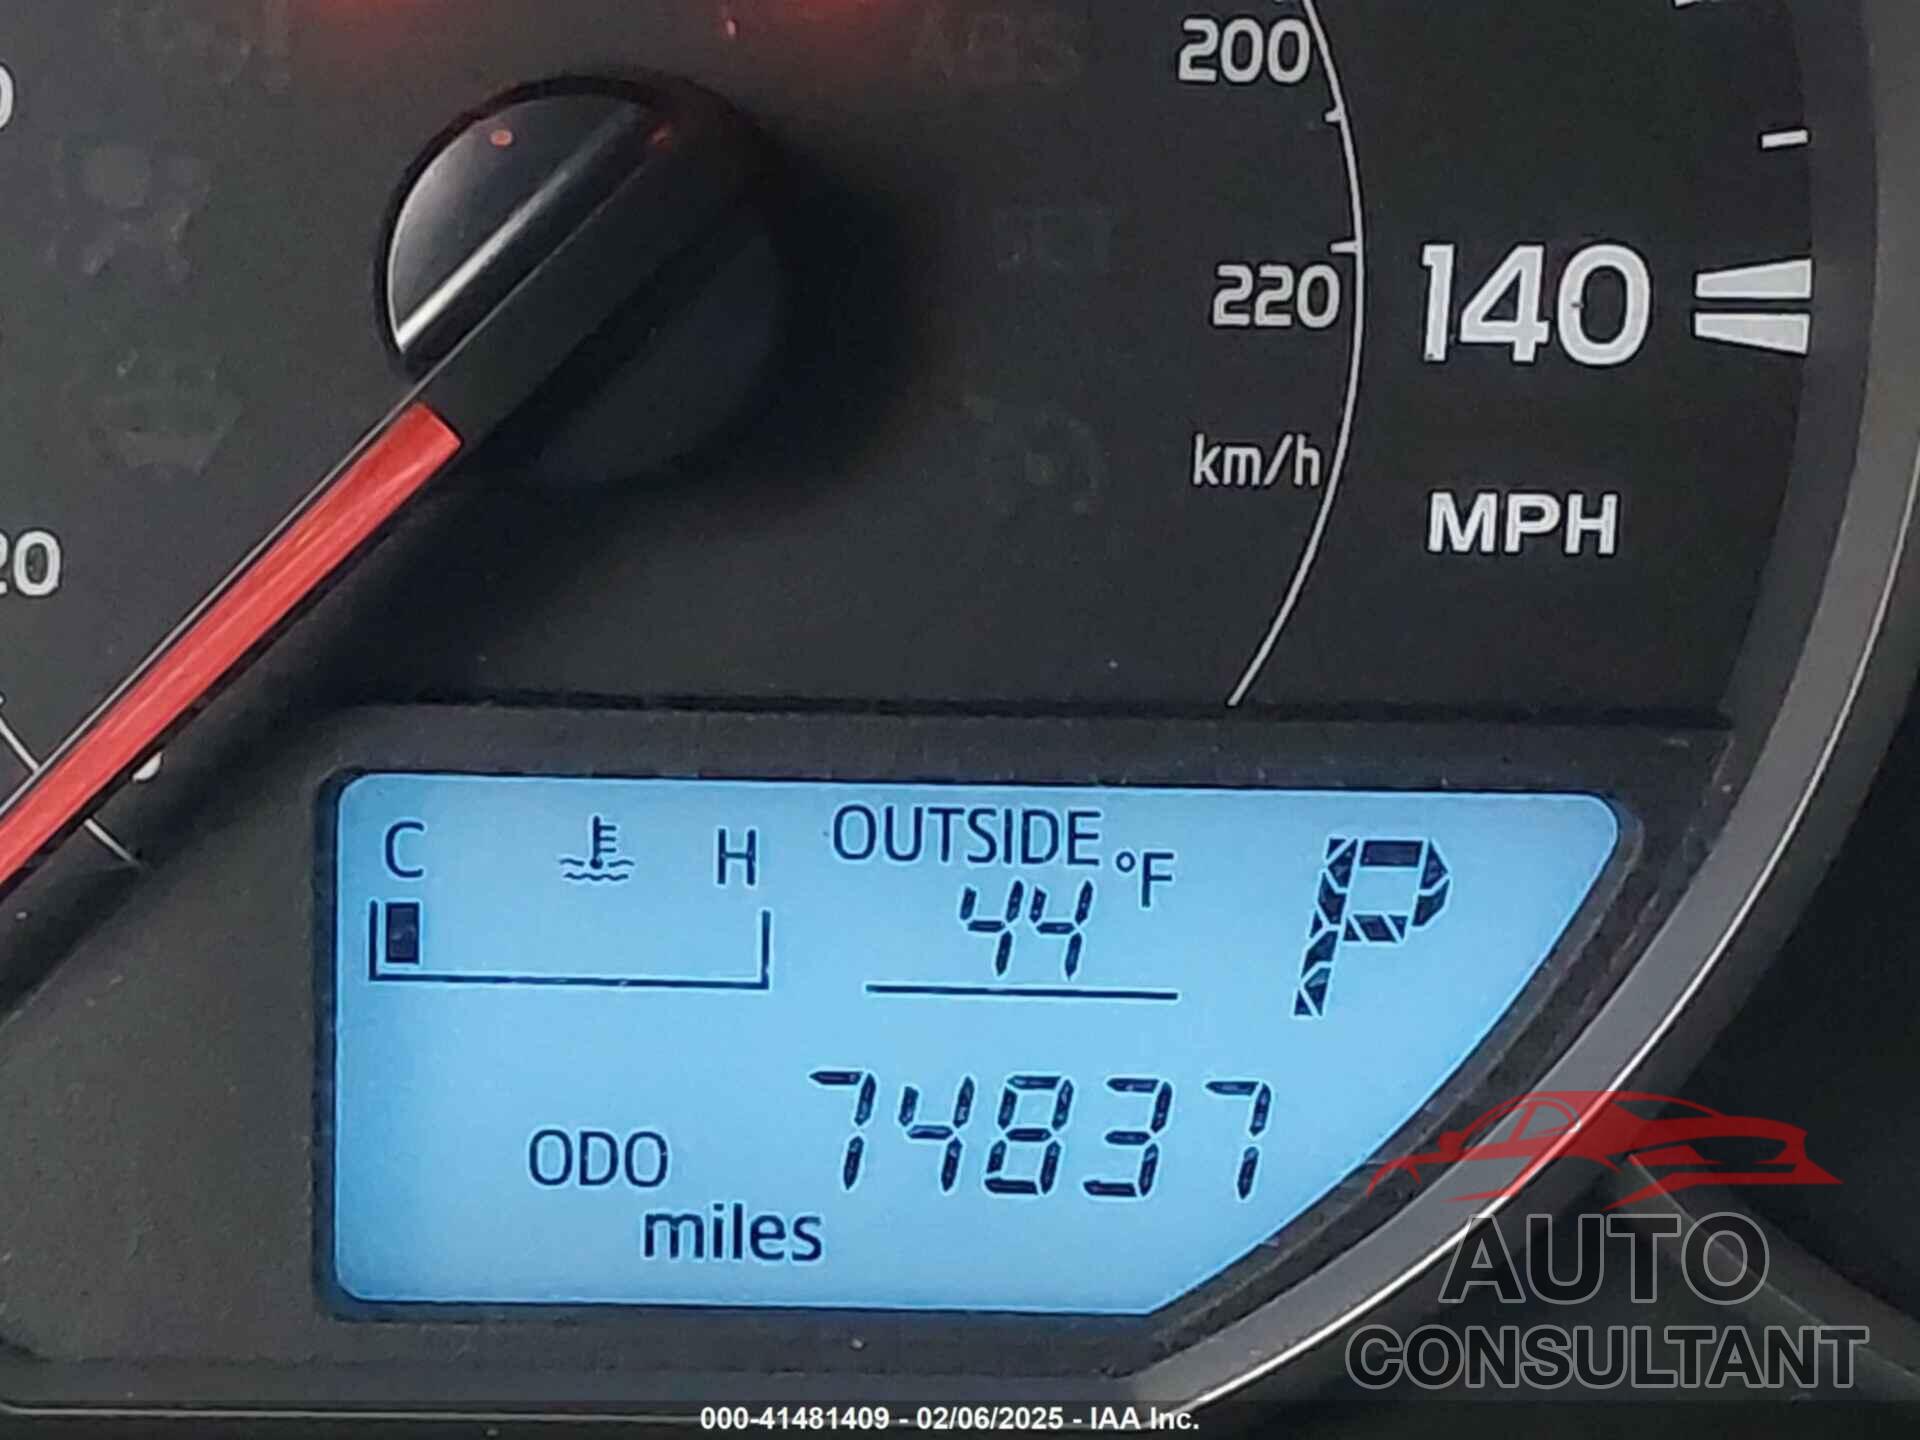 200
220
140
km/h
MPH
20
C H
OUTSIDE °F
44
P
ODO 74837
miles
AUTO
CONSULTANT
000-41481409 - 02/06/2025 - IAA Inc.